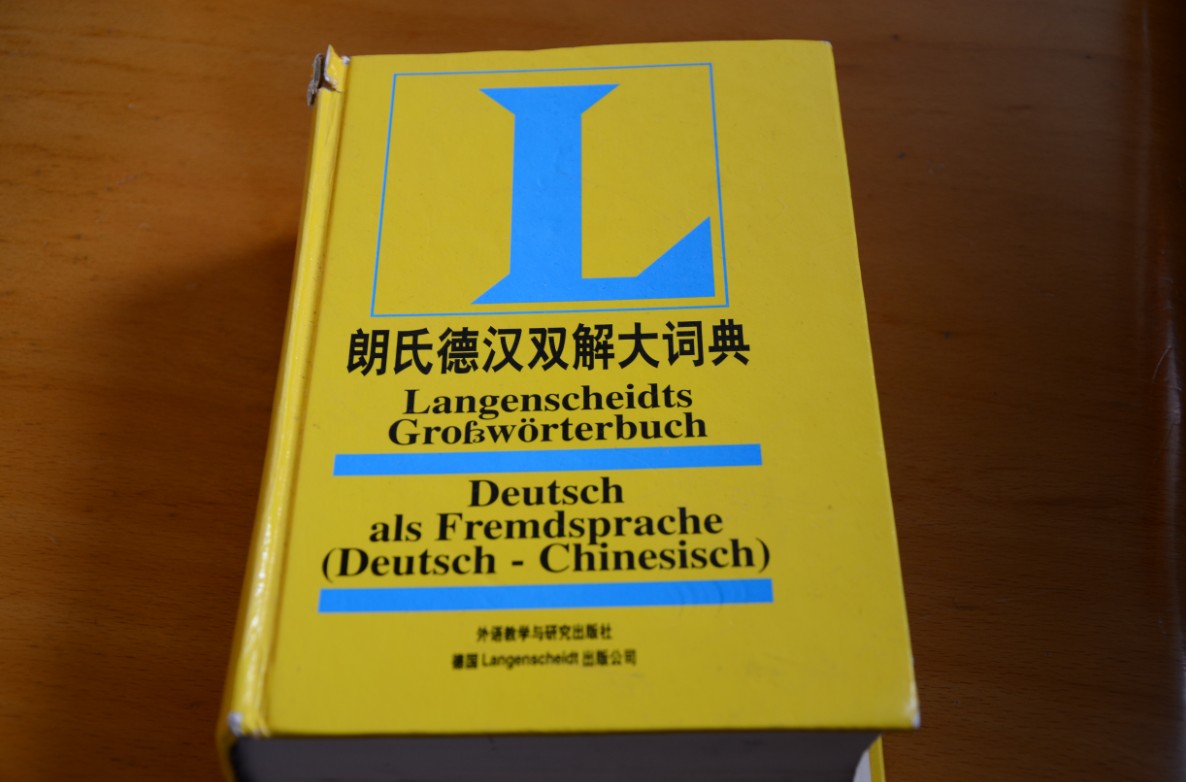 L
朗氏德汉双解大词典
Langenscheidts
Großwörterbuch
Deutsch
als Fremdsprache
(Deutsch - Chinesisch)
外语教学与研究出版社
德国 Langenscheidt 出版公司